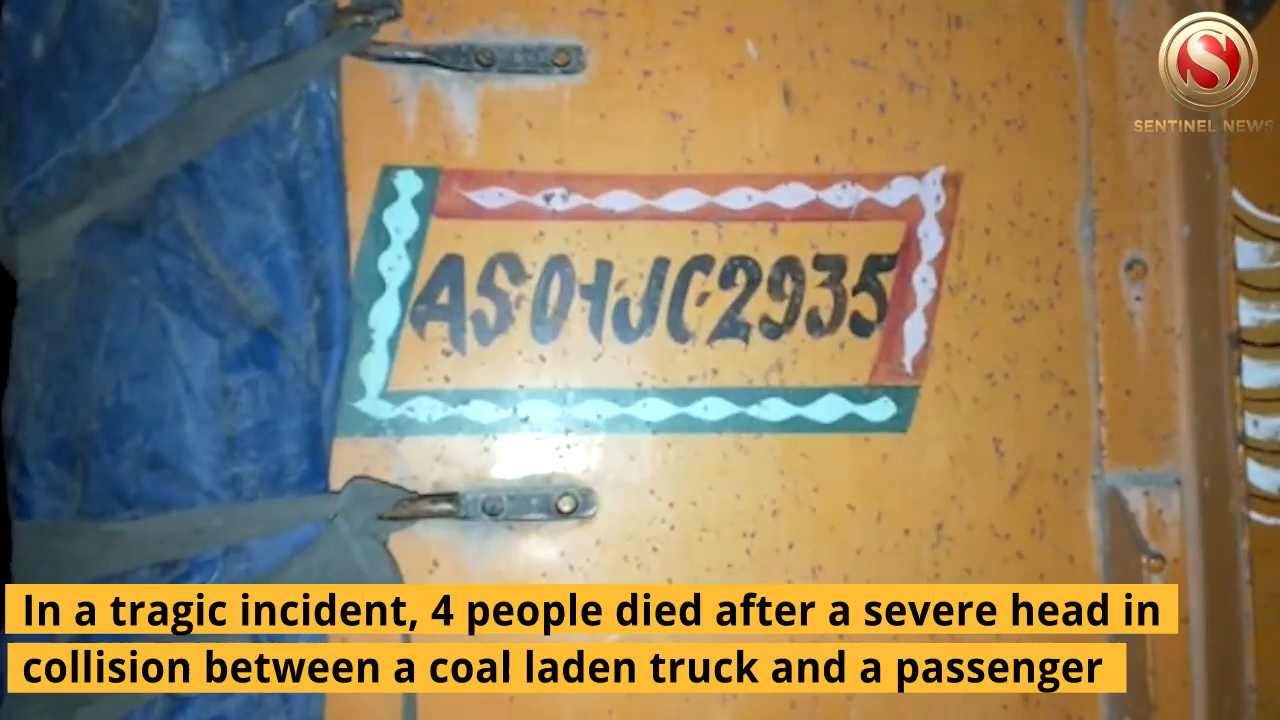 SENTINEL NEWS
AS01JC2935
In a tragic incident, 4 people died after a severe head in
collision between a coal laden truck and a passenger